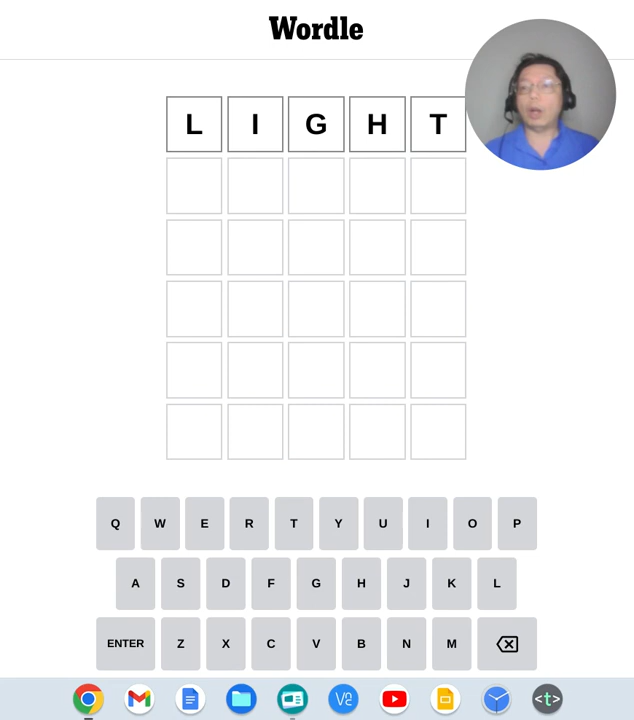 Wordle
L I G H T
Q W E R T Y U I O P
A S D F G H J K L
ENTER Z X C V B N M
<t>